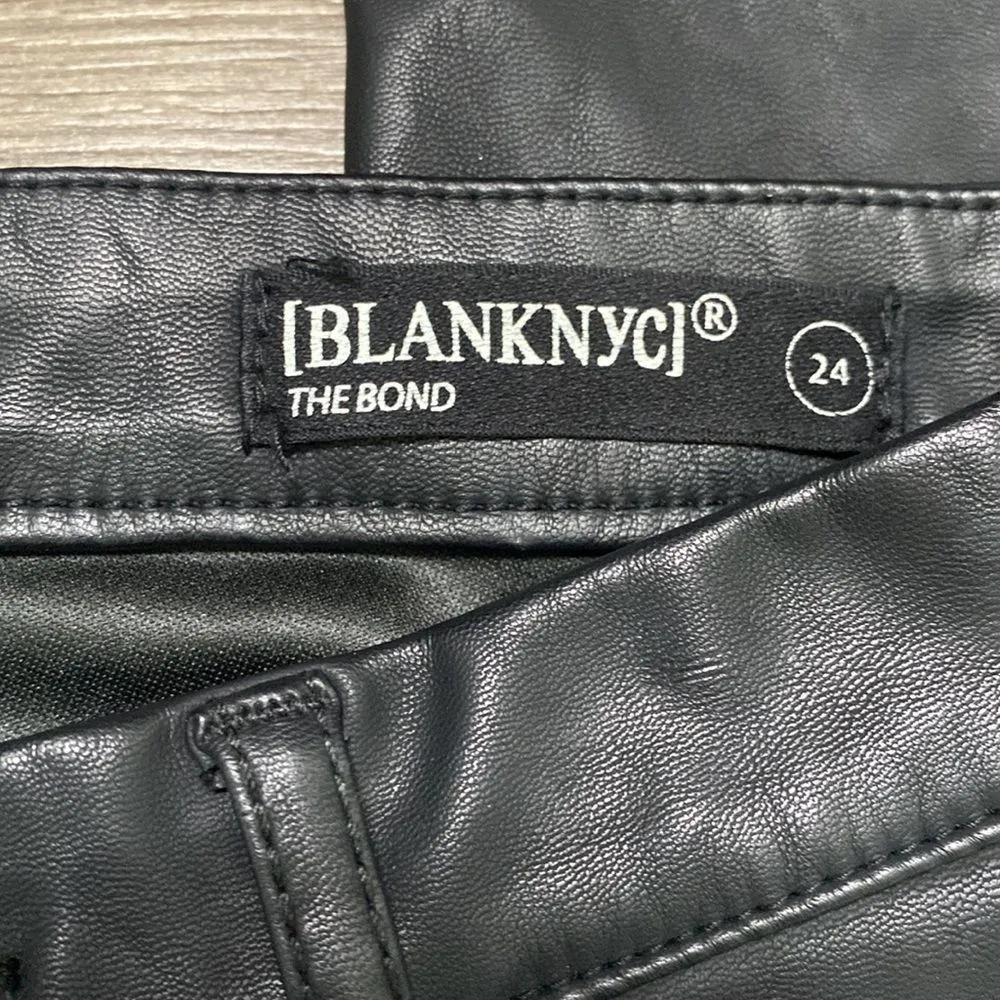 [BLANKNYC]®
THE BOND
24